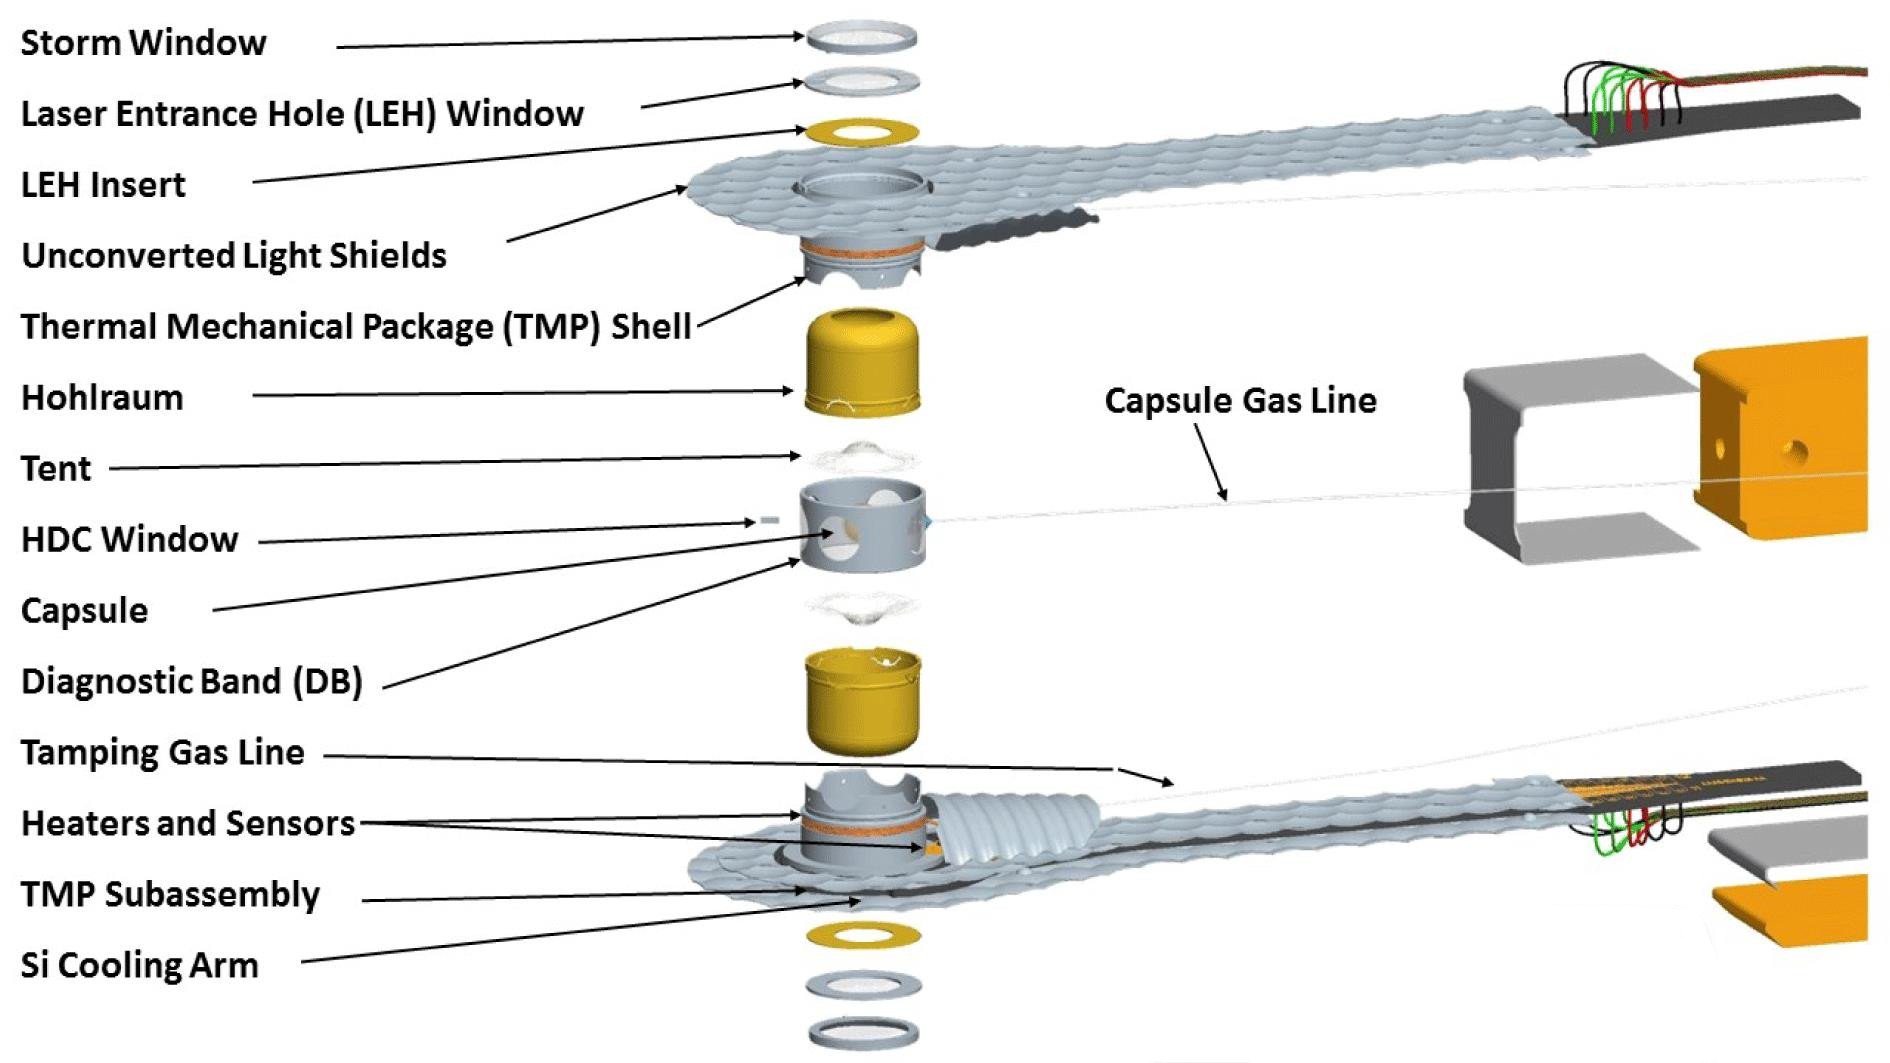 Storm Window
Laser Entrance Hole (LEH) Window
LEH Insert
Unconverted Light Shields
Thermal Mechanical Package (TMP) Shell
Hohlraum
Capsule Gas Line
Tent
HDC Window
Capsule
Diagnostic Band (DB)
Tamping Gas Line
Heaters and Sensors
TMP Subassembly
Si Cooling Arm